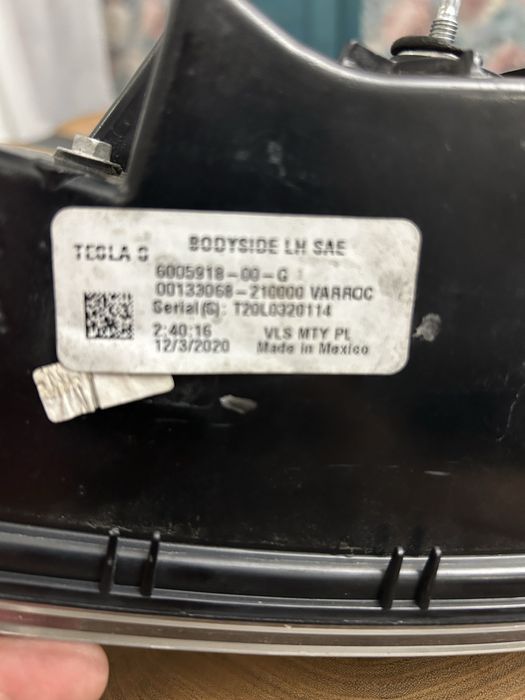 BODYSIDE LH SAE
TESLA S
6005918-00-G
00133068-210000 VARROC
Serial(S): T20L0320114
2:40:16 VLS MTY PL
12/3/2020 Made in Mexico